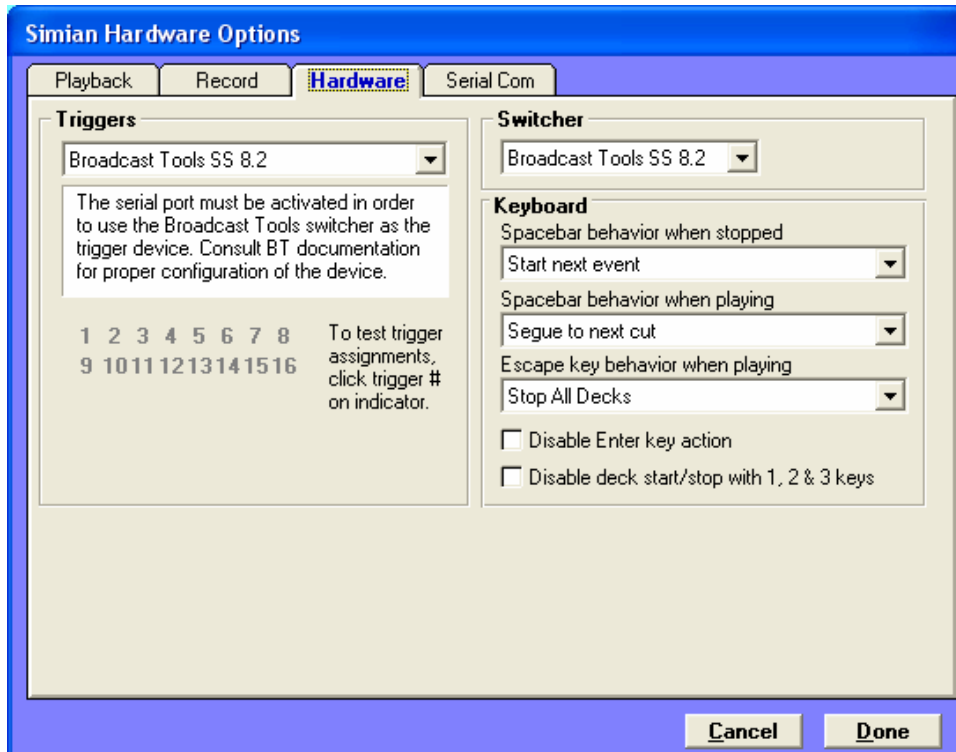 Simian Hardware Options
Playback
Record
Hardware
Serial Com
Triggers
Broadcast Tools SS 8.2
The serial port must be activated in order
to use the Broadcast Tools switcher as the
trigger device. Consult BT documentation
for proper configuration of the device.
1 2 3 4 5 6 7 8
9 10 11 12 13 14 15 16
To test trigger
assignments,
click trigger #
on indicator.
Switcher
Broadcast Tools SS 8.2
Keyboard
Spacebar behavior when stopped
Start next event
Spacebar behavior when playing
Segue to next cut
Escape key behavior when playing
Stop All Decks
Disable Enter key action
Disable deck start/stop with 1, 2 & 3 keys
Cancel
Done